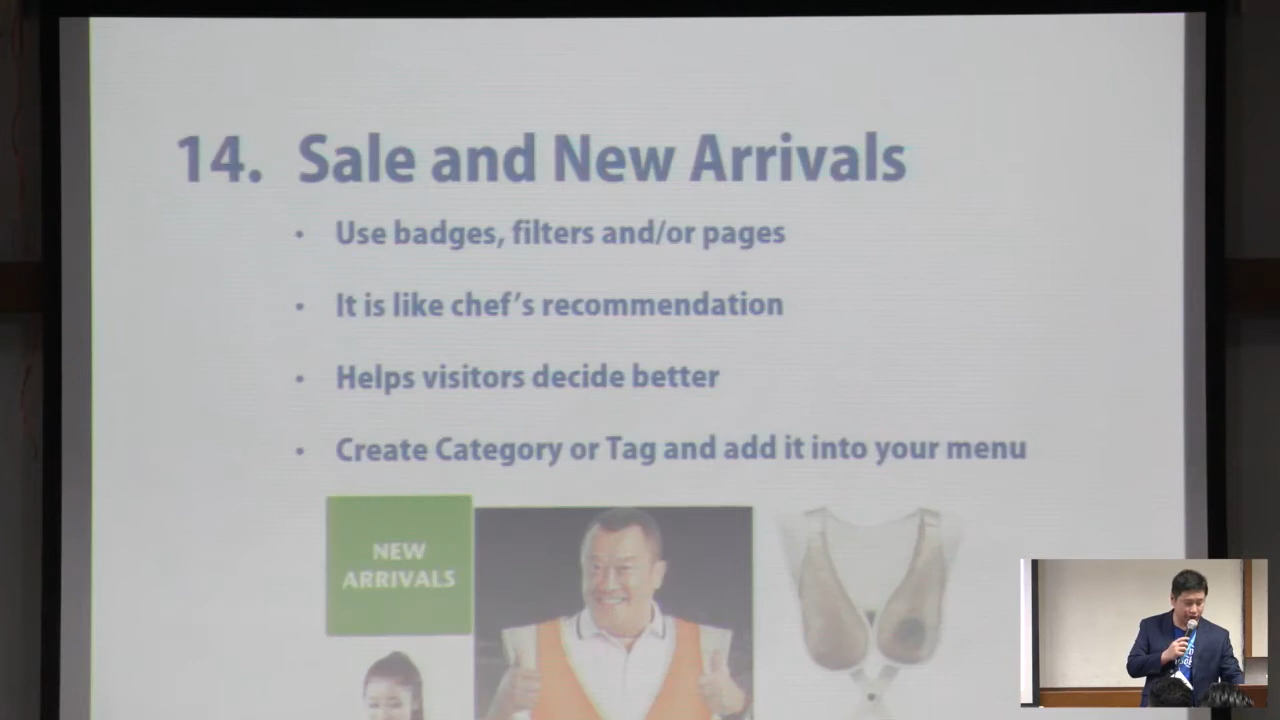 14. Sale and New Arrivals
• Use badges, filters and/or pages
• It is like chef's recommendation
• Helps visitors decide better
• Create Category or Tag and add it into your menu
NEW
ARRIVALS